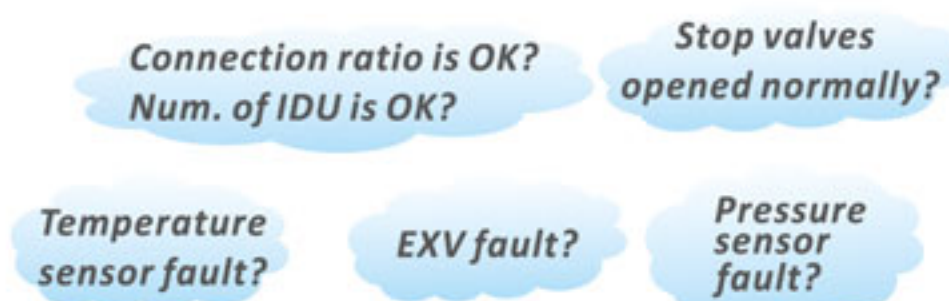 Connection ratio is OK?
Num. of IDU is OK?
Stop valves
opened normally?
Temperature
sensor fault?
EXV fault?
Pressure
sensor
fault?